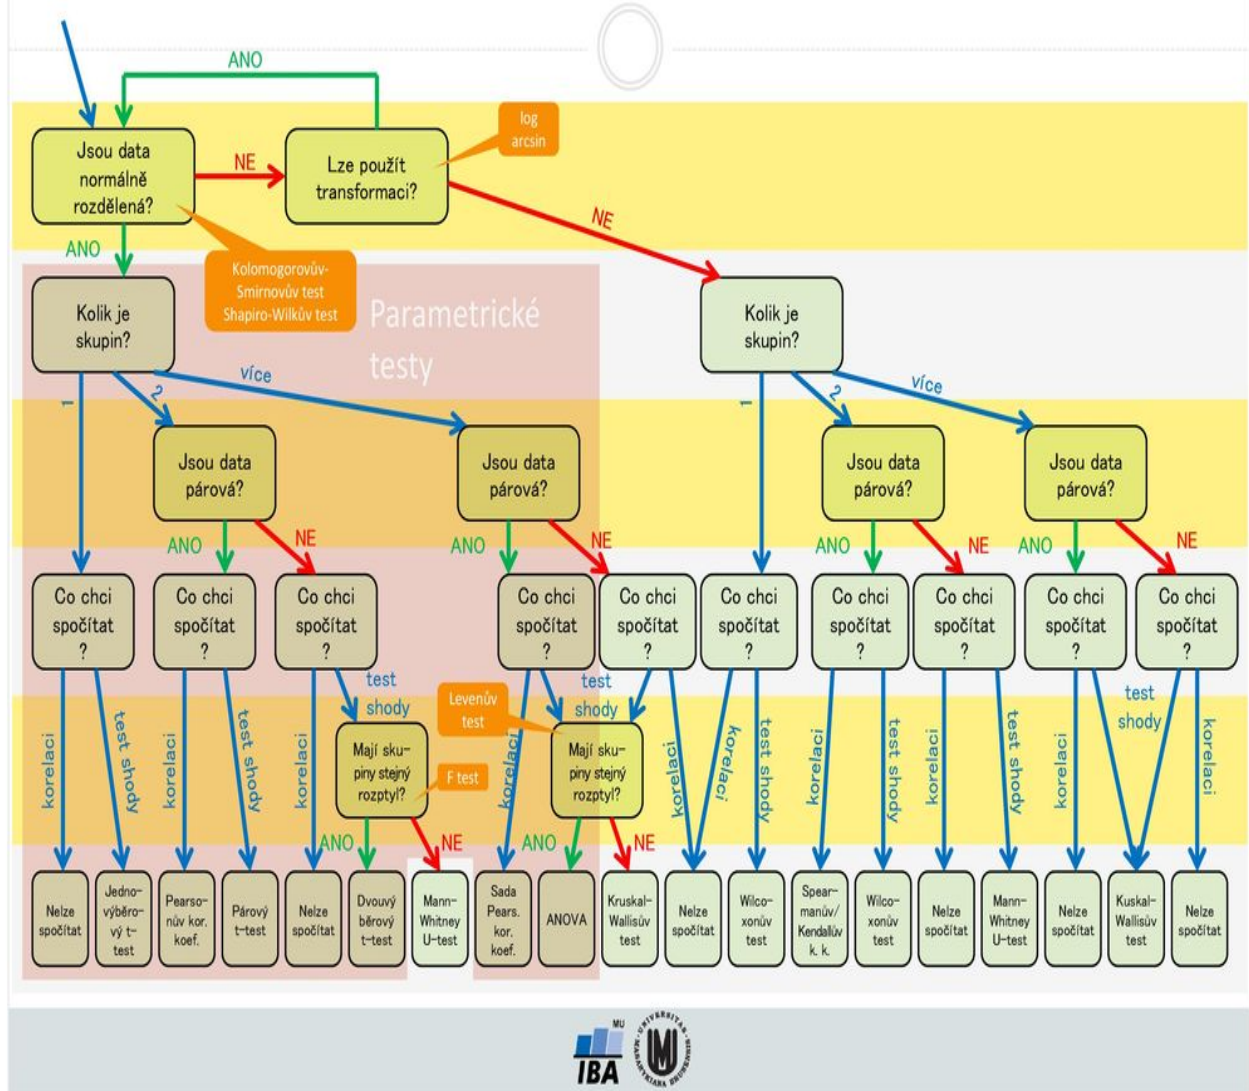 ANO
log
arcsin
Jsou data
normálně
rozdělená?
NE
Lze použít
transformaci?
NE
ANO
Kolomogorovův-
Smirnovův test
Shapiro-Wilkův test
Parametrické
testy
Kolik je
skupin?
Kolik je
skupin?
1
2
více
1
2
více
Jsou data
párová?
Jsou data
párová?
Jsou data
párová?
Jsou data
párová?
ANO
NE
ANO
NE
ANO
NE
ANO
NE
Co chci
spočítat
?
Co chci
spočítat
?
Co chci
spočítat
?
Co chci
spočítat
?
Co chci
spočítat
?
Co chci
spočítat
?
Co chci
spočítat
?
Co chci
spočítat
?
Co chci
spočítat
?
Co chci
spočítat
?
test
shody
Levenův
test
test
shody
test
shody
korelaci
test shody
korelaci
test shody
korelaci
Mají sku-
piny stejný
rozptyl?
F test
korelaci
Mají sku-
piny stejný
rozptyl?
korelaci
korelaci
test shody
korelaci
test shody
korelaci
test shody
korelaci
korelaci
ANO
NE
ANO
NE
Nelze
spočítat
Jedno-
výběro-
vý t-
test
Pearso-
nův kor.
koef.
Párový
t-test
Nelze
spočítat
Dvouvý
běrový
t-test
Mann-
Whitney
U-test
Sada
Pears.
kor.
koef.
ANOVA
Kruskal-
Wallisův
test
Nelze
spočítat
Wilco-
xonův
test
Spear-
manův/
Kendallův
k. k.
Wilco-
xonův
test
Nelze
spočítat
Mann-
Whitney
U-test
Nelze
spočítat
Kuskal-
Wallisův
test
Nelze
spočítat
MU
IBA
UNIVERSITAS
MASARYKIANA BRUNENSIS